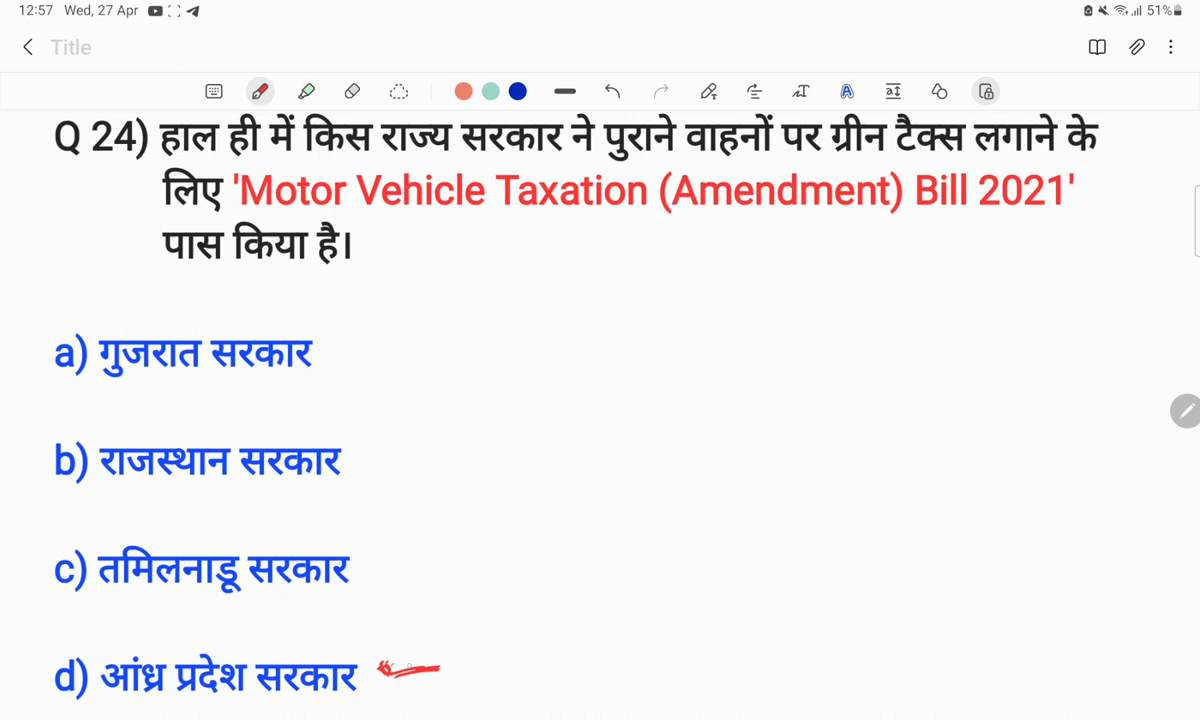 12:57 Wed, 27 Apr 51%
Title
Q 24) हाल ही में किस राज्य सरकार ने पुराने वाहनों पर ग्रीन टैक्स लगाने के
लिए 'Motor Vehicle Taxation (Amendment) Bill 2021'
पास किया है।
a) गुजरात सरकार
b) राजस्थान सरकार
c) तमिलनाडू सरकार
d) आंध्र प्रदेश सरकार